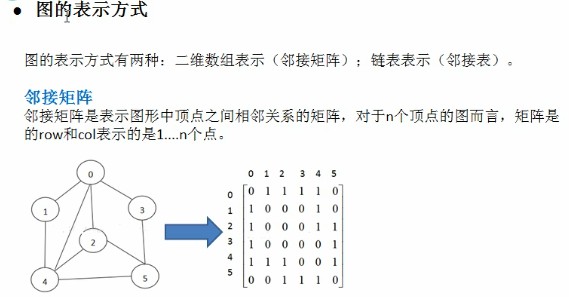 ● 图的表示方式
图的表示方式有两种：二维数组表示（邻接矩阵）；链表表示（邻接表）。
邻接矩阵
邻接矩阵是表示图形中顶点之间相邻关系的矩阵，对于n个顶点的图而言，矩阵是
的row和col表示的是1....n个点。
0
1
3
2
4
5
0 1 2 3 4 5
0 0 1 1 1 1 0
1 1 0 0 0 1 0
2 1 0 0 0 1 1
3 1 0 0 0 0 1
4 1 1 1 0 0 1
5 0 0 1 1 1 0